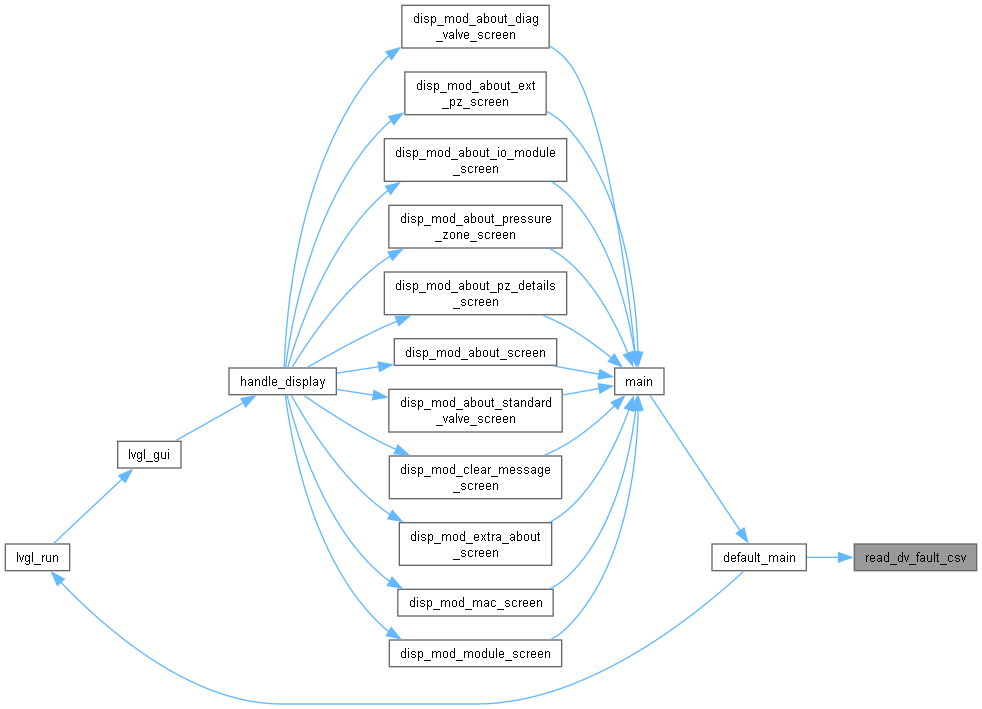 disp_mod_about_diag
_valve_screen
disp_mod_about_ext
_pz_screen
disp_mod_about_io_module
_screen
disp_mod_about_pressure
_zone_screen
disp_mod_about_pz_details
_screen
disp_mod_about_screen
handle_display
main
disp_mod_about_standard
_valve_screen
lvgl_gui
disp_mod_clear_message
_screen
disp_mod_extra_about
_screen
lvgl_run
default_main
read_dv_fault_csv
disp_mod_mac_screen
disp_mod_module_screen